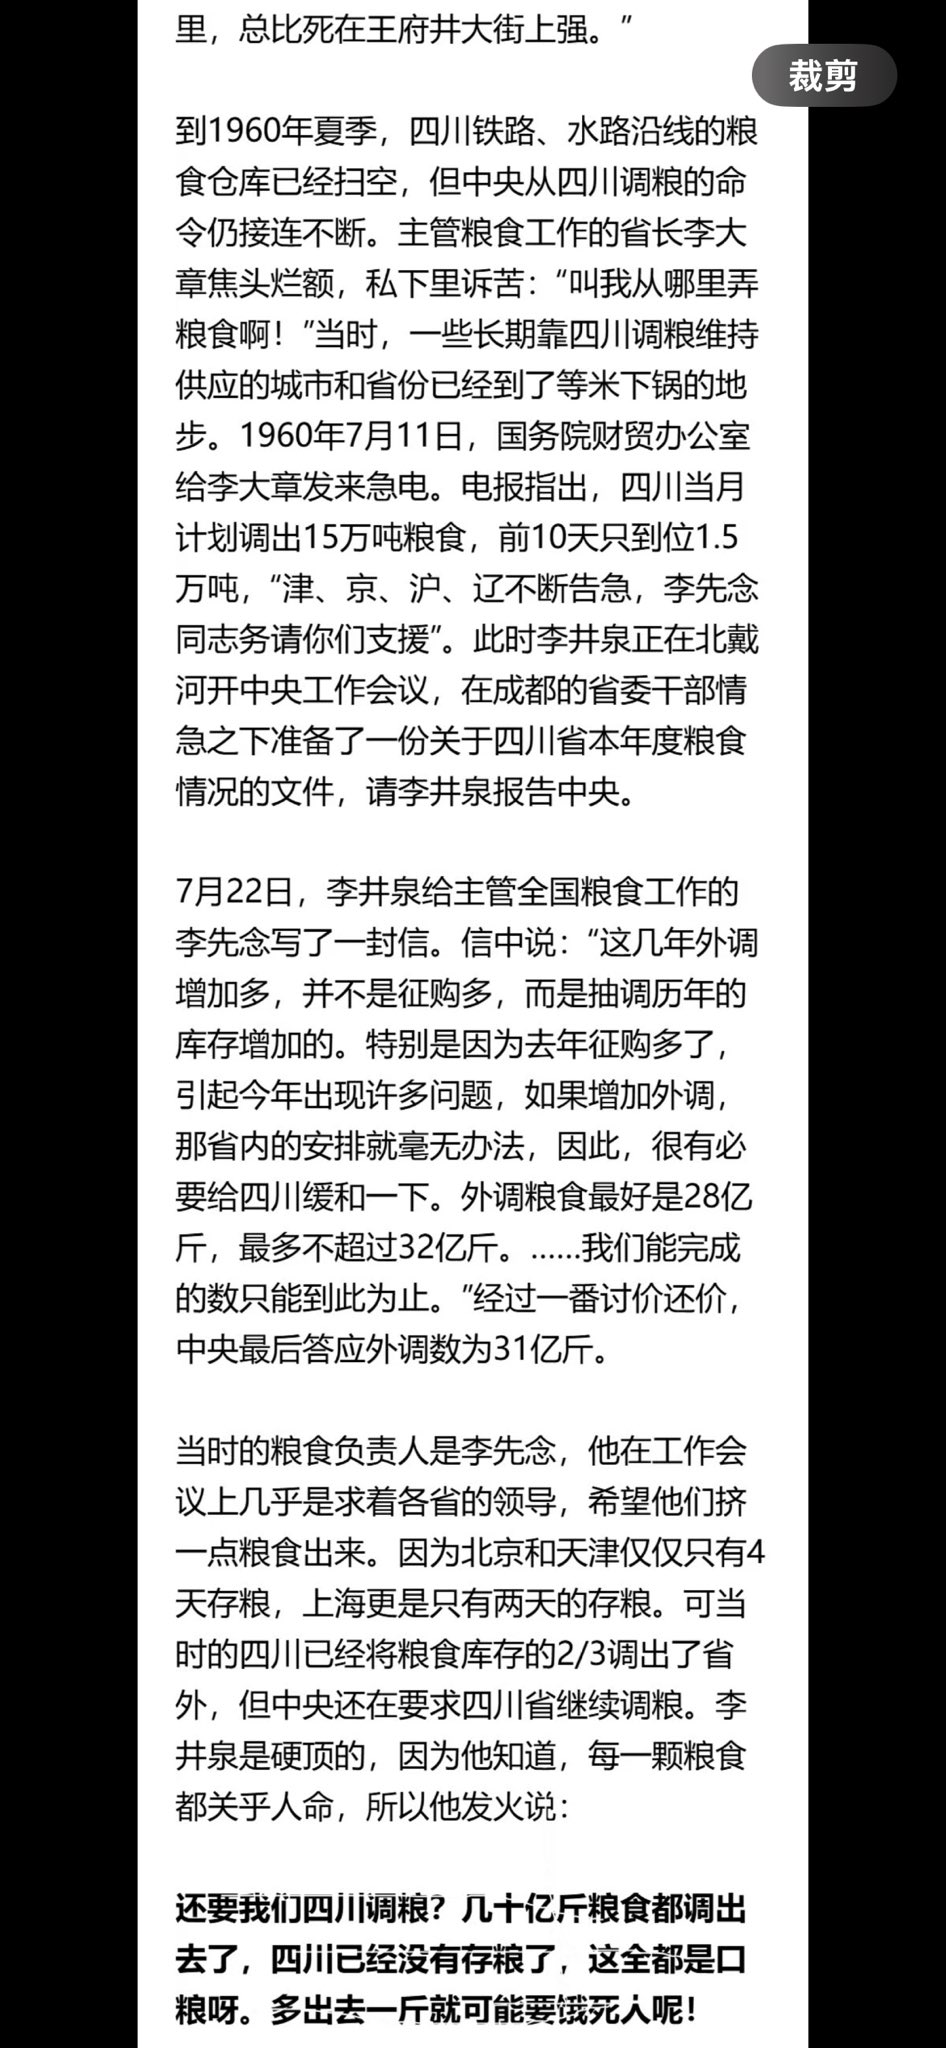 里，总比死在王府井大街上强。”
裁剪
到1960年夏季，四川铁路、水路沿线的粮
食仓库已经扫空，但中央从四川调粮的命
令仍接连不断。主管粮食工作的省长李大
章焦头烂额，私下里诉苦：“叫我从哪里弄
粮食啊！”当时，一些长期靠四川调粮维持
供应的城市和省份已经到了等米下锅的地
步。1960年7月11日，国务院财贸办公室
给李大章发来急电。电报指出，四川当月
计划调出15万吨粮食，前10天只到位1.5
万吨，“津、京、沪、辽不断告急，李先念
同志务请你们支援”。此时李井泉正在北戴
河开中央工作会议，在成都的省委干部情
急之下准备了一份关于四川省本年度粮食
情况的文件，请李井泉报告中央。
7月22日，李井泉给主管全国粮食工作的
李先念写了一封信。信中说：“这几年外调
增加多，并不是征购多，而是抽调历年的
库存增加的。特别是因为去年征购多了，
引起今年出现许多问题，如果增加外调，
那省内的安排就毫无办法，因此，很有必
要给四川缓和一下。外调粮食最好是28亿
斤，最多不超过32亿斤。……我们能完成
的数只能到此为止。”经过一番讨价还价，
中央最后答应外调数为31亿斤。
当时的粮食负责人是李先念，他在工作会
议上几乎是求着各省的领导，希望他们挤
一点粮食出来。因为北京和天津仅仅只有4
天存粮，上海更是只有两天的存粮。可当
时的四川已经将粮食库存的2/3调出了省
外，但中央还在要求四川省继续调粮。李
井泉是硬顶的，因为他知道，每一颗粮食
都关乎人命，所以他发火说：
还要我们四川调粮？几十亿斤粮食都调出
去了，四川已经没有存粮了，这全都是口
粮呀。多出去一斤就可能要饿死人呢！